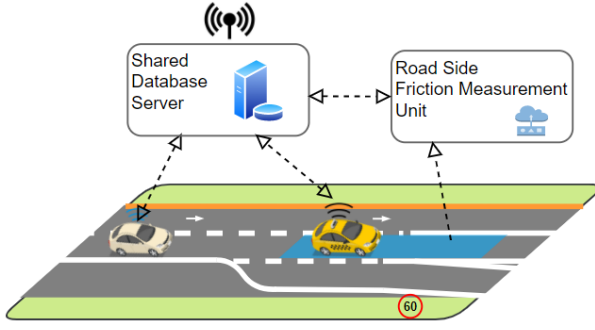 Shared
Database
Server
Road Side
Friction Measurement
Unit
60